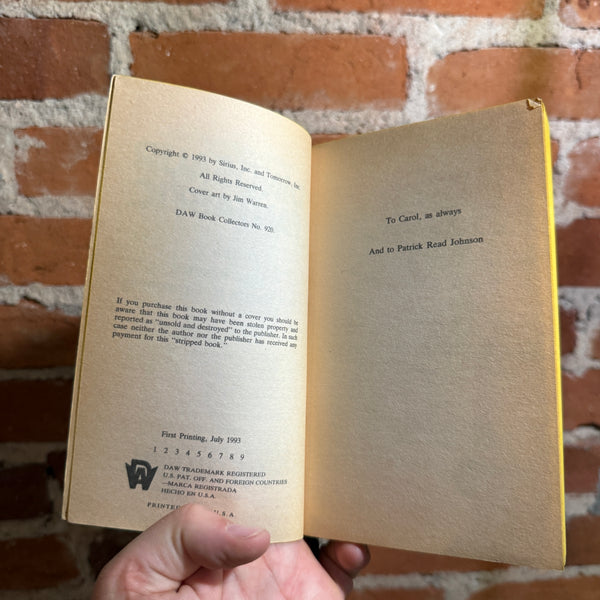 Copyright © 1993 by Sirius, Inc. and Tomorrow, Inc.
All Rights Reserved.
Cover art by Jim Warren.
DAW Book Collectors No. 920.
If you purchase this book without a cover you should be
aware that this book may have been stolen property and
reported as "unsold and destroyed" to the publisher. In such
case neither the author nor the publisher has received any
payment for this "stripped book."
First Printing, July 1993
1 2 3 4 5 6 7 8 9
DAW
DAW TRADEMARK REGISTERED
U.S. PAT. OFF. AND FOREIGN COUNTRIES
—MARCA REGISTRADA
HECHO EN U.S.A.
PRINTED U.S.A.
To Carol, as always
And to Patrick Read Johnson